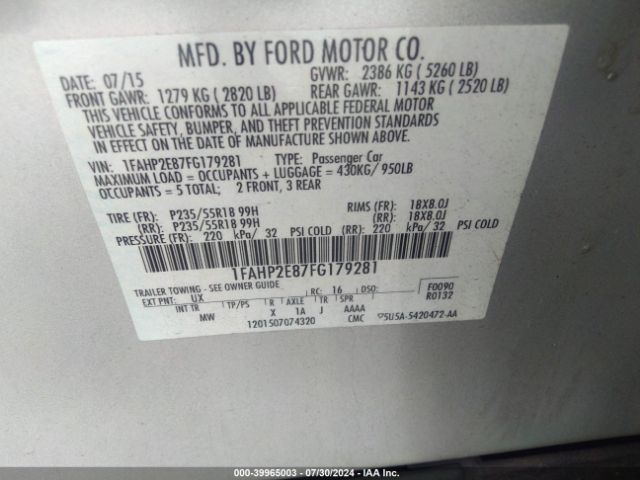 MFD. BY FORD MOTOR CO.
DATE: 07/15 GVWR: 2386 KG ( 5260 LB)
FRONT GAWR: 1279 KG ( 2820 LB) REAR GAWR: 1143 KG ( 2520 LB)
THIS VEHICLE CONFORMS TO ALL APPLICABLE FEDERAL MOTOR
VEHICLE SAFETY, BUMPER, AND THEFT PREVENTION STANDARDS
IN EFFECT ON THE DATE OF MANUFACTURE SHOWN ABOVE.
VIN: 1FAHP2E87FG179281 TYPE: Passenger Car
MAXIMUM LOAD = OCCUPANTS + LUGGAGE = 430KG/ 950LB
OCCUPANTS = 5 TOTAL; 2 FRONT, 3 REAR
TIRE (FR): P235/55R18 99H RIMS (FR): 18X8.0J
(RR): P235/55R18 99H (RR): 18X8.0J
PRESSURE (FR): 220 kPa/ 32 PSI COLD (RR): 220 kPa/ 32 PSI COLD
1FAHP2E87FG179281
TRAILER TOWING - SEE OWNER GUIDE F0090
EXT PNT: UX RC: 16 DSO: R0132
INT TR TP/PS R AXLE TR SPR
MW X 1A J AAAA
1201507074320 CMC 5U5A-5420472-AA
CC - 39965003 - 07/30/2024 - IAA Inc.